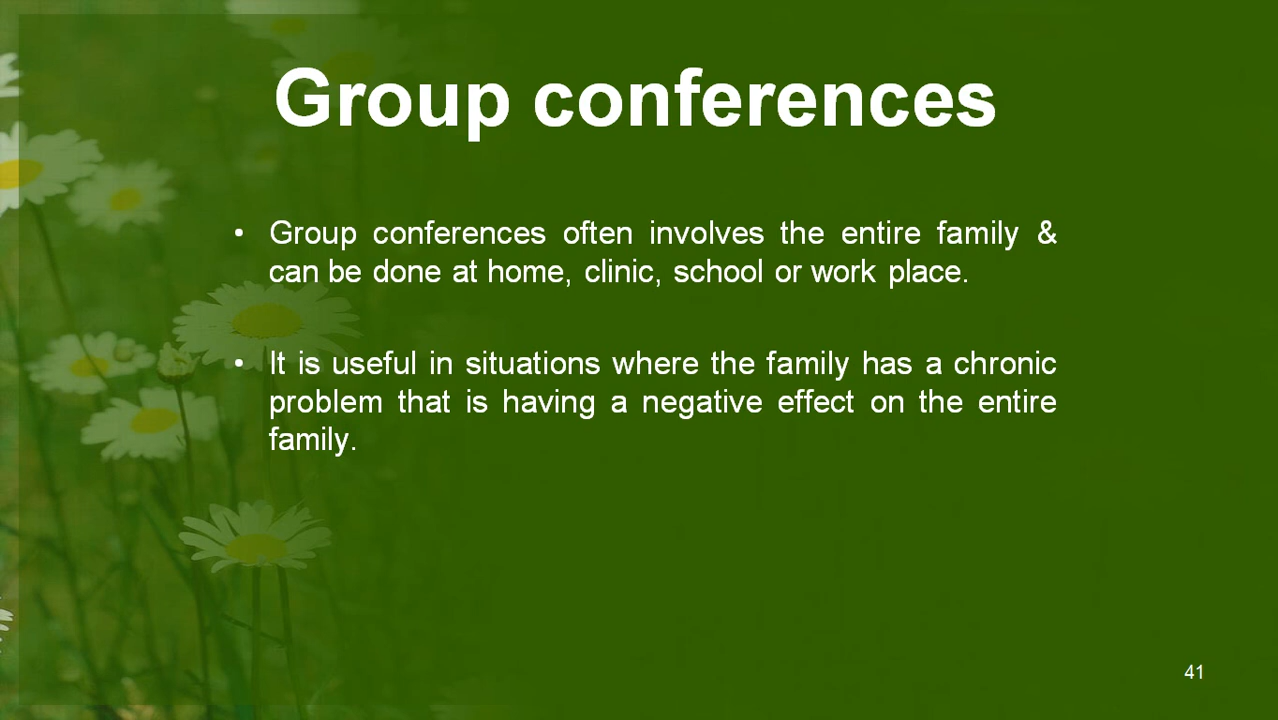 Group conferences
• Group conferences often involves the entire family &
can be done at home, clinic, school or work place.
• It is useful in situations where the family has a chronic
problem that is having a negative effect on the entire
family.
41